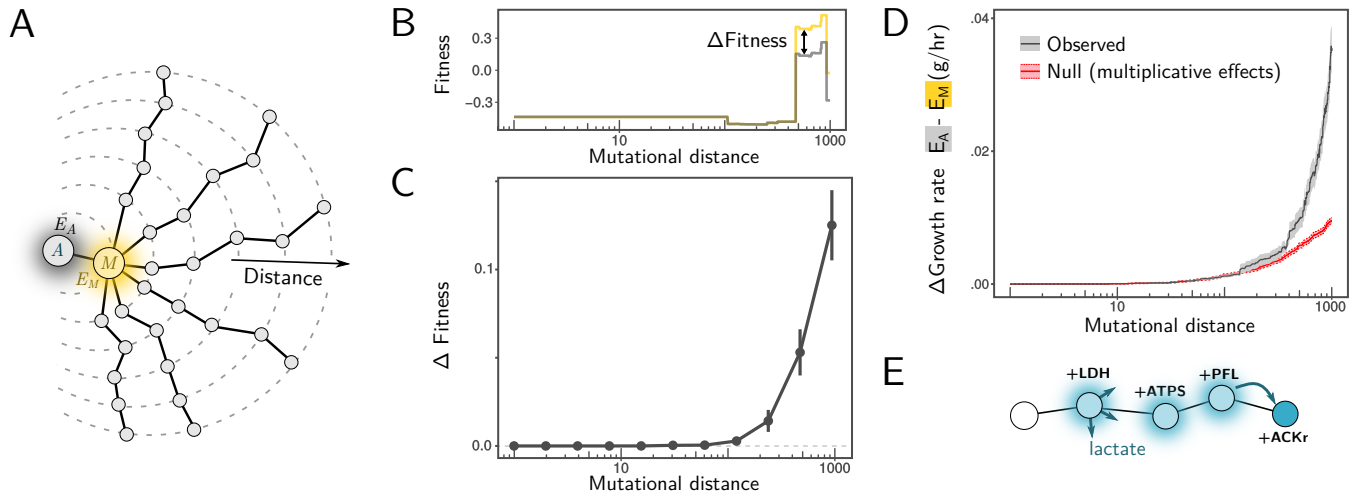 A
E_A
A
M
E_M
Distance
B
Fitness
0.3
0.0
−0.3
ΔFitness
10
1000
Mutational distance
C
Δ Fitness
0.1
0.0
10
1000
Mutational distance
D
ΔGrowth rate E_A - E_M (g/hr)
.04
.02
.00
Observed
Null (multiplicative effects)
10
1000
Mutational distance
E
+LDH
+ATPS
+PFL
+ACKr
lactate